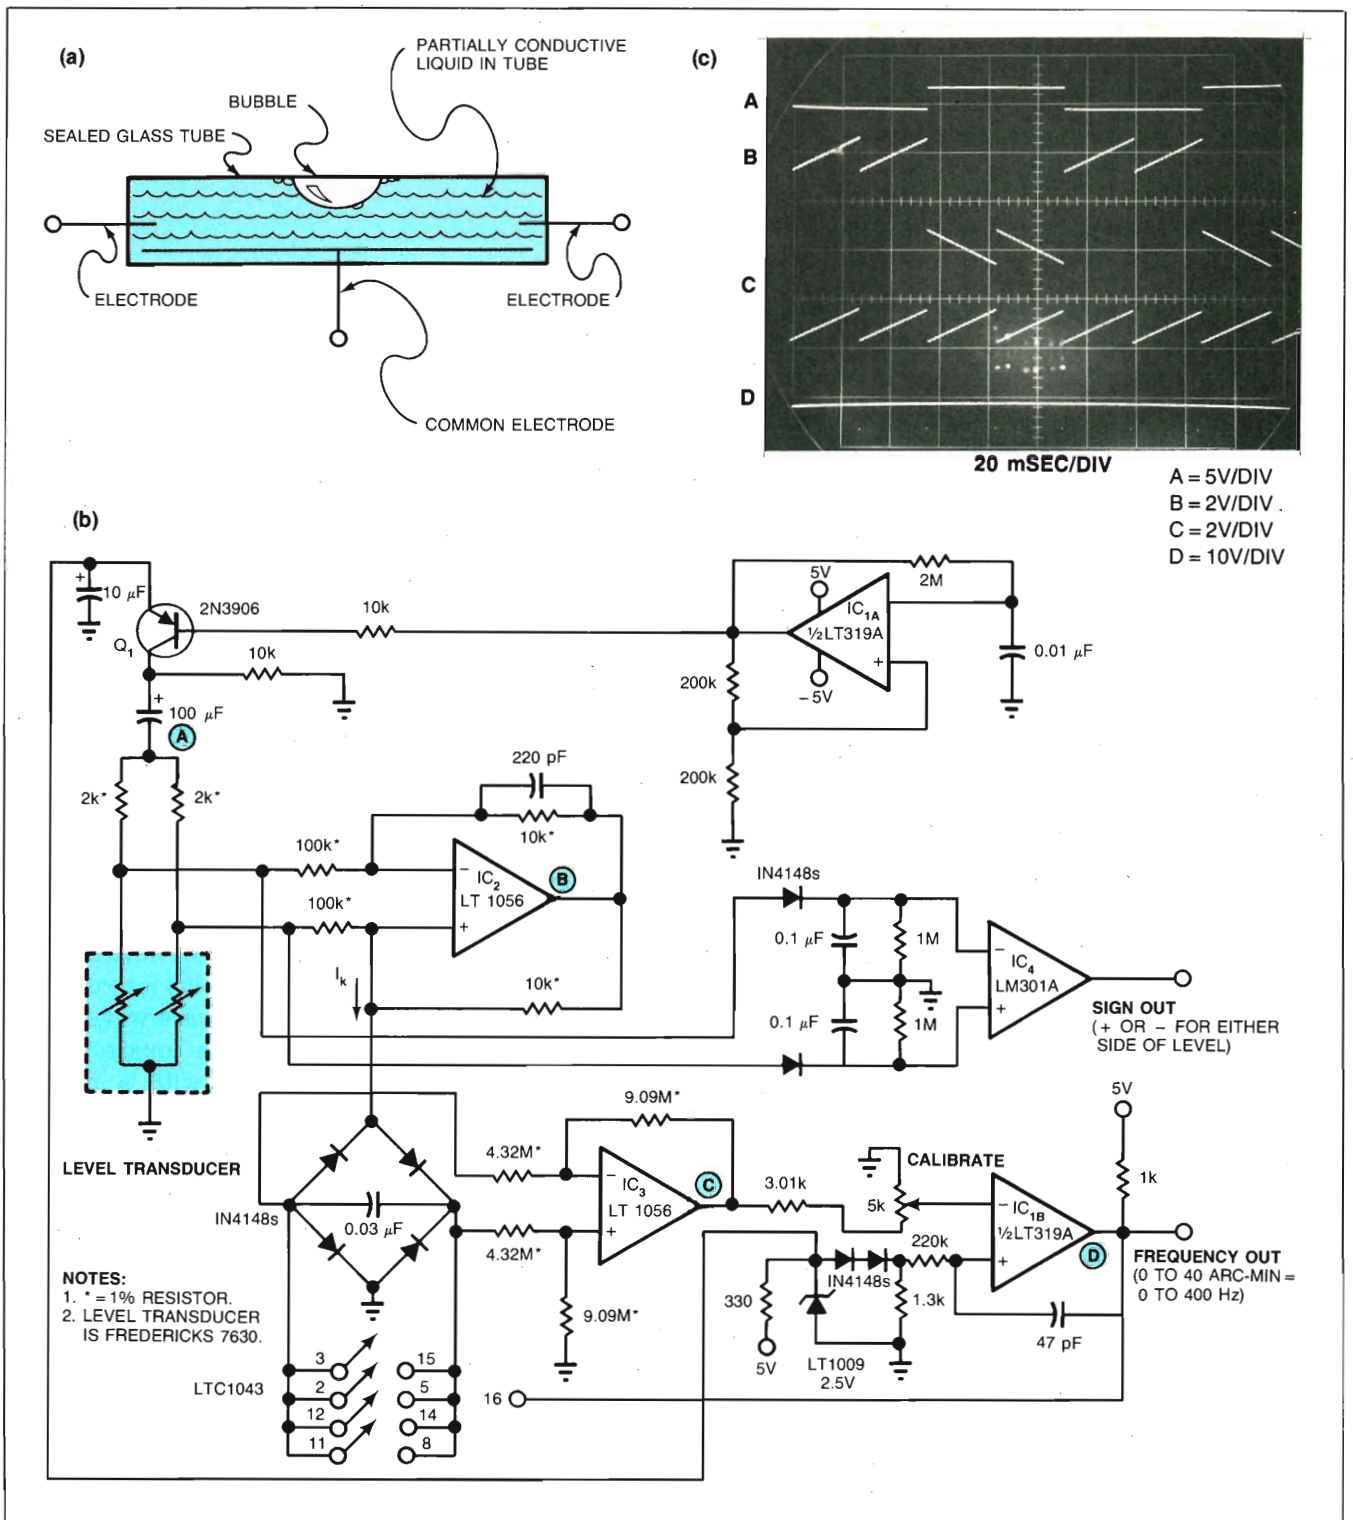 (a)
PARTIALLY CONDUCTIVE
LIQUID IN TUBE
BUBBLE
SEALED GLASS TUBE
ELECTRODE
ELECTRODE
COMMON ELECTRODE
(c)
A
B
C
D
20 mSEC/DIV
A = 5V/DIV
B = 2V/DIV
C = 2V/DIV
D = 10V/DIV
(b)
+
10 µF
2N3906
Q1
10k
10k
+
100 µF
A
2k*
2k*
5V
IC1A
½LT319A
+
-5V
2M
0.01 µF
200k
200k
220 pF
10k*
100k*
−
IC2
LT 1056
+
B
100k*
Ik
10k*
IN4148s
0.1 µF
1M
0.1 µF
1M
−
IC4
LM301A
+
SIGN OUT
(+ OR − FOR EITHER
SIDE OF LEVEL)
LEVEL TRANSDUCER
IN4148s
0.03 µF
4.32M*
4.32M*
9.09M*
−
IC3
LT 1056
+
C
9.09M*
3.01k
CALIBRATE
5k
5V
1k
−
IC1B
½LT319A
+
D
FREQUENCY OUT
(0 TO 40 ARC-MIN =
0 TO 400 Hz)
220k
IN4148s
330
1.3k
5V
LT1009
2.5V
47 pF
NOTES:
1. * = 1% RESISTOR.
2. LEVEL TRANSDUCER
IS FREDERICKS 7630.
LTC1043
3 15
2 5
12 14
11 8
16